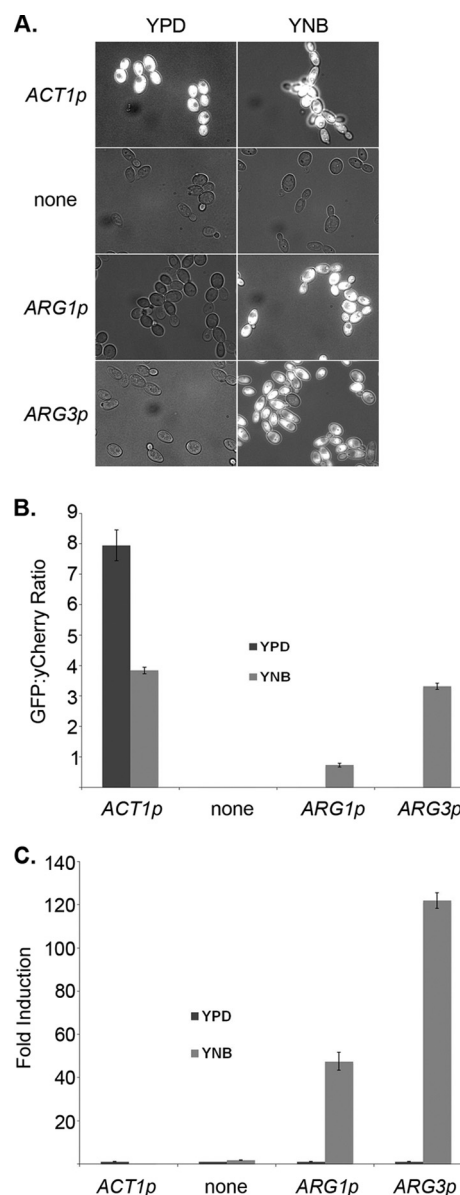 A.
YPD YNB
ACT1p
none
ARG1p
ARG3p
B.
GFP:yCherry Ratio
9
8
7
6
5
4
3
2
1
YPD
YNB
ACT1p none ARG1p ARG3p
C.
Fold Induction
140
120
100
80
60
40
20
YPD
YNB
ACT1p none ARG1p ARG3p